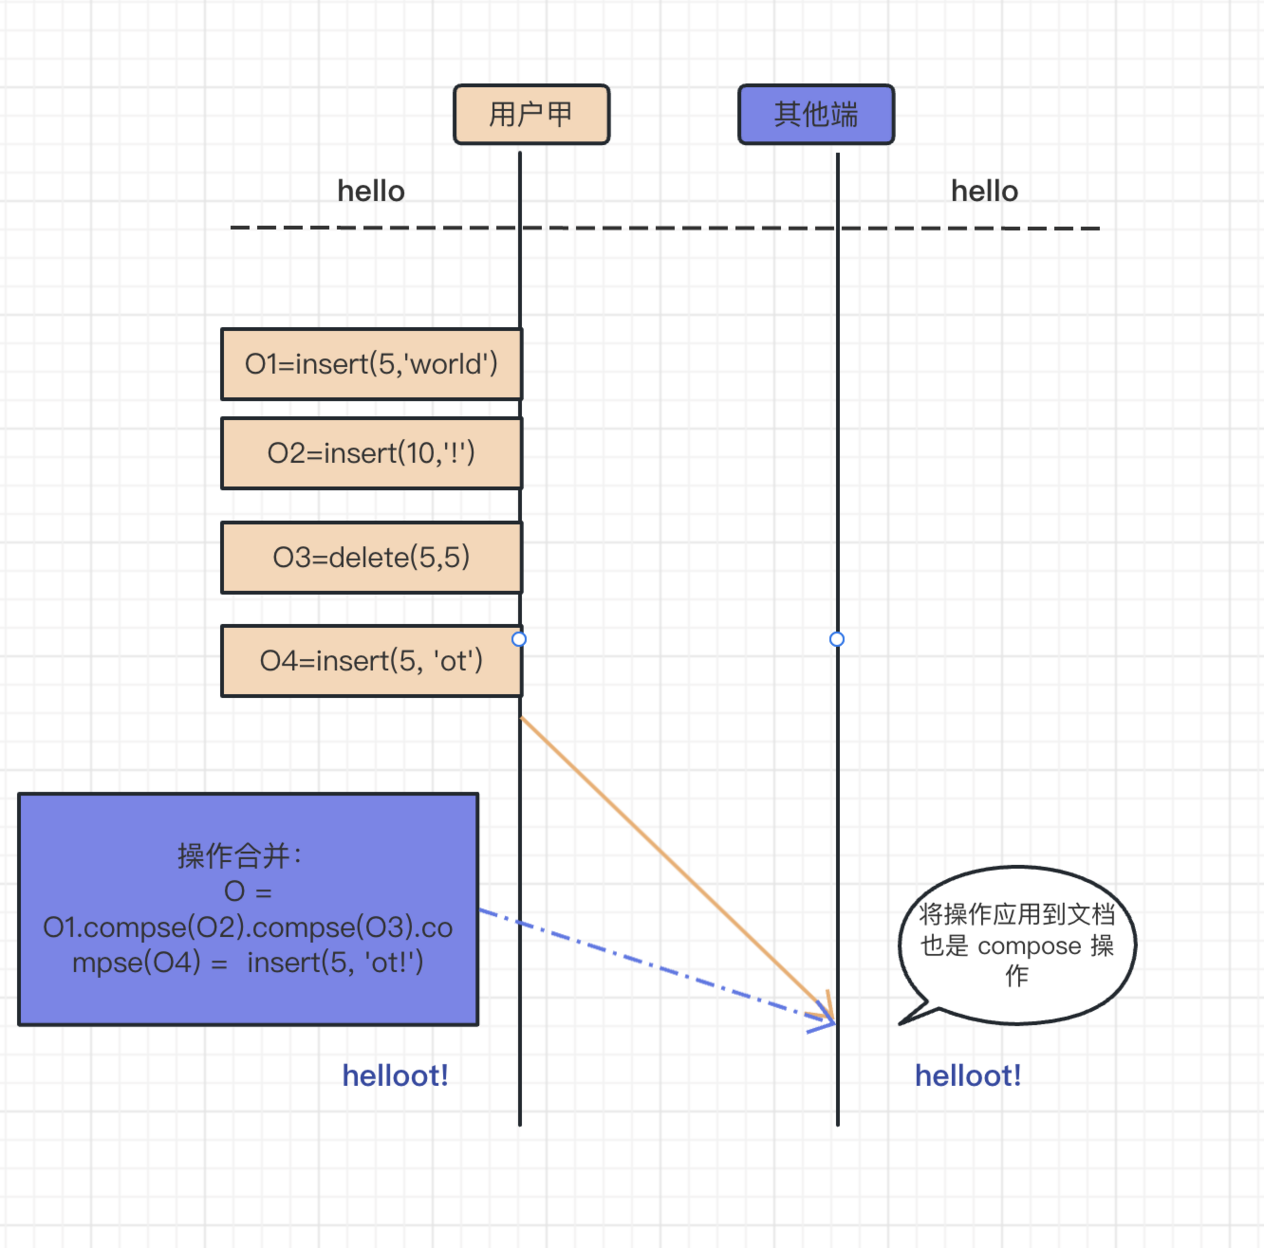 用户甲
其他端
hello
hello
O1=insert(5,'world')
O2=insert(10,'!')
O3=delete(5,5)
O4=insert(5, 'ot')
操作合并：
O =
O1.compse(O2).compse(O3).co
mpse(O4) = insert(5, 'ot!')
将操作应用到文档
也是 compose 操
作
helloot!
helloot!